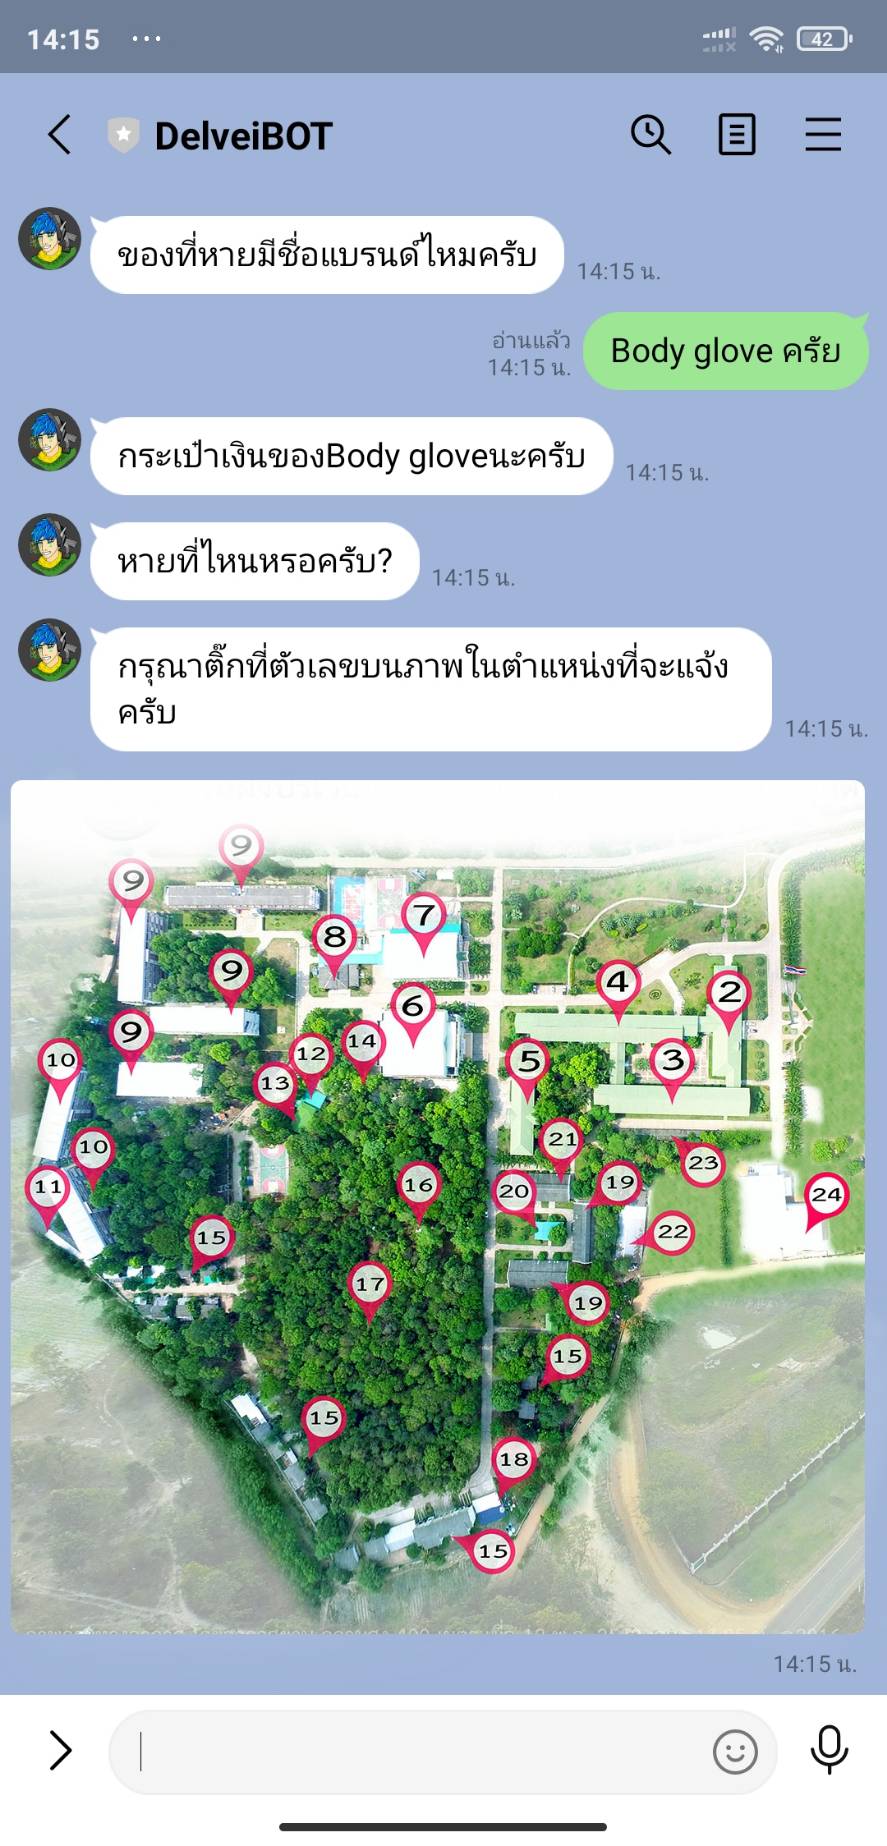 14:15 ...
42
DelveiBOT
ของที่หายมีชื่อแบรนด์ไหมครับ
14:15 น.
อ่านแล้ว
14:15 น.
Body glove ครัย
กระเป๋าเงินของBody gloveนะครับ
14:15 น.
หายที่ไหนหรอครับ?
14:15 น.
กรุณาติ๊กที่ตัวเลขบนภาพในตำแหน่งที่จะแจ้ง
ครับ
14:15 น.
9
9
7
8
9
4
2
6
9
14
12
10
5
3
13
21
10
23
16
19
11
20
24
22
15
17
19
15
15
18
15
14:15 น.